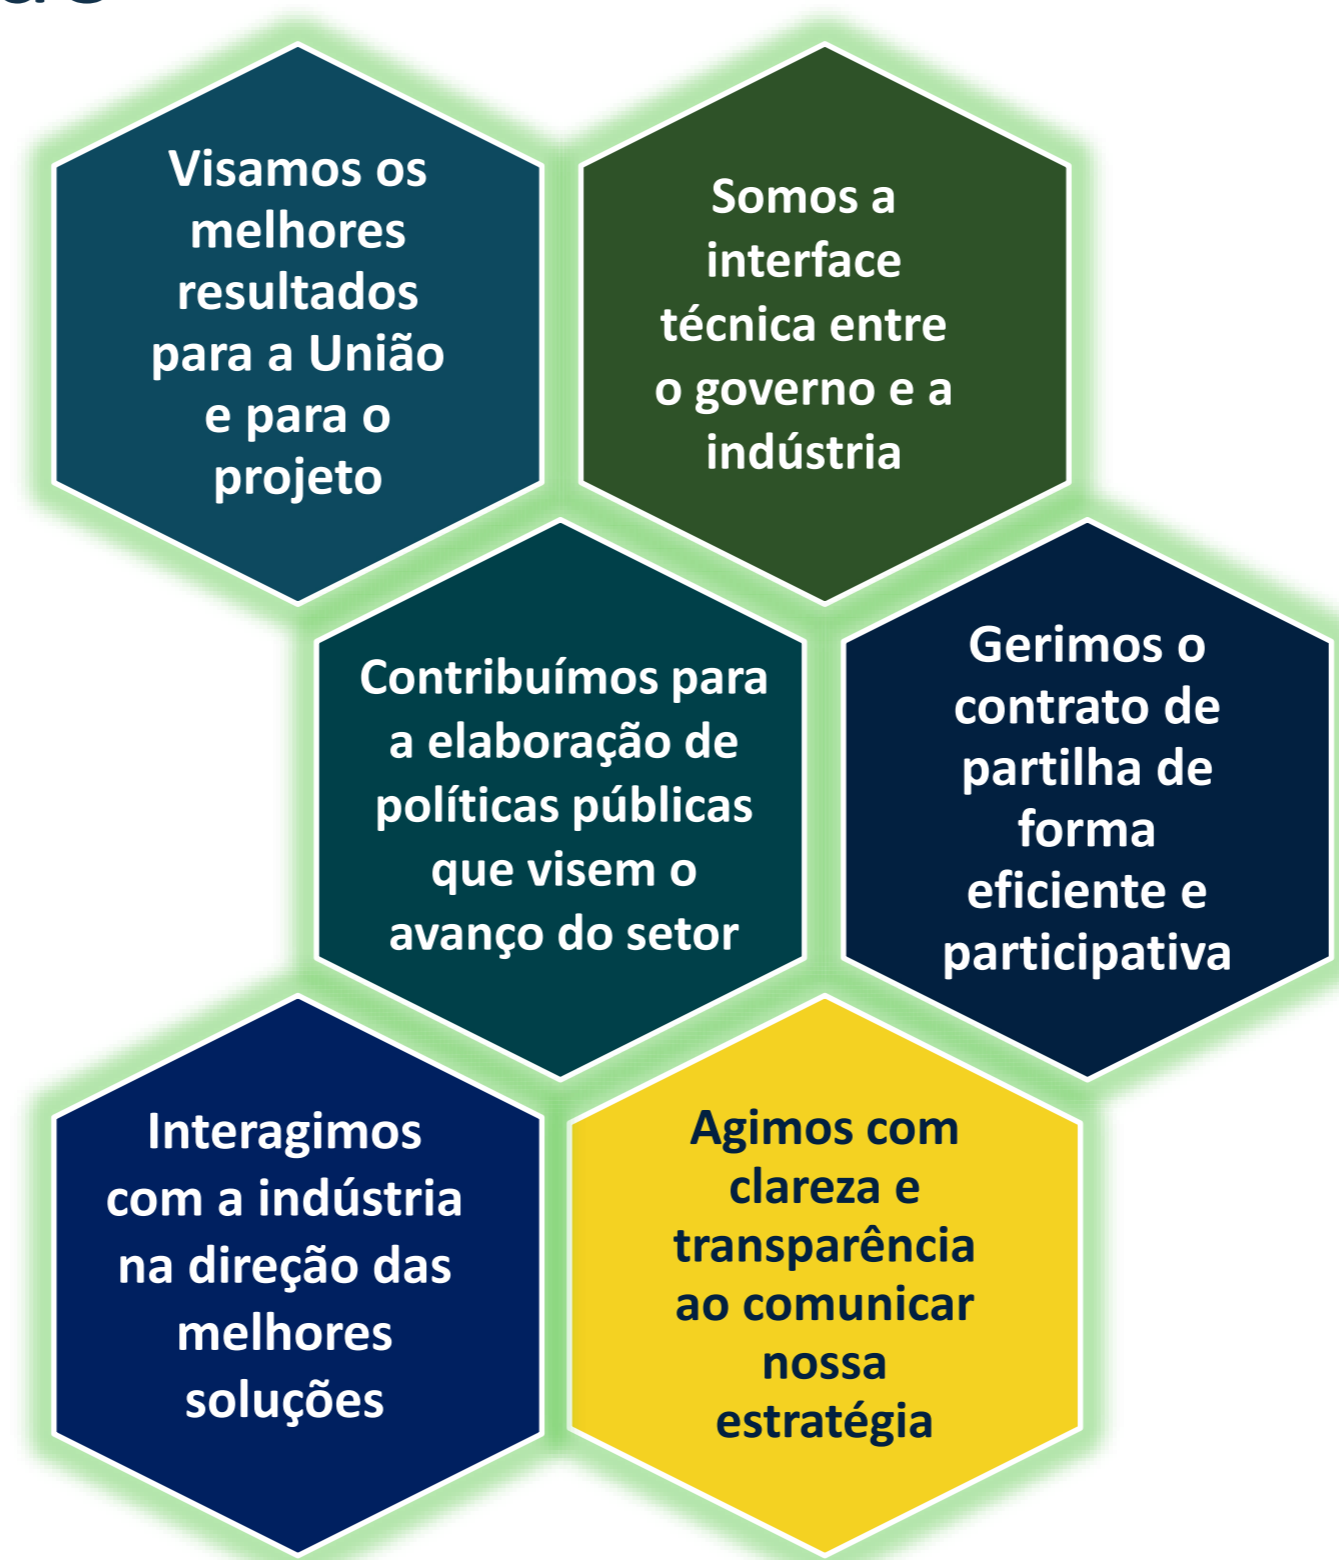 Visamos os
melhores
resultados
para a União
e para o
projeto
Somos a
interface
técnica entre
o governo e a
indústria
Contribuímos para
a elaboração de
políticas públicas
que visem o
avanço do setor
Gerimos o
contrato de
partilha de
forma
eficiente e
participativa
Interagimos
com a indústria
na direção das
melhores
soluções
Agimos com
clareza e
transparência
ao comunicar
nossa
estratégia